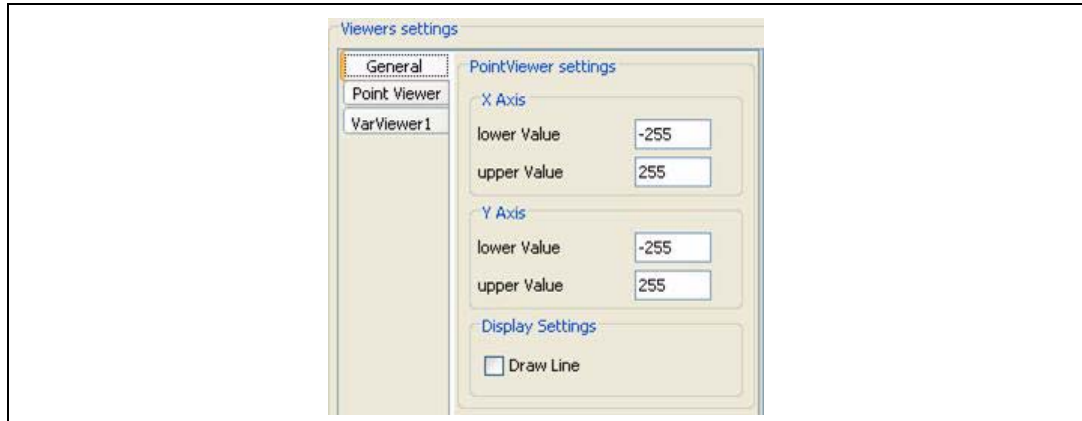 Viewers settings
General
Point Viewer
VarViewer1
PointViewer settings
X Axis
lower Value -255
upper Value 255
Y Axis
lower Value -255
upper Value 255
Display Settings
Draw Line